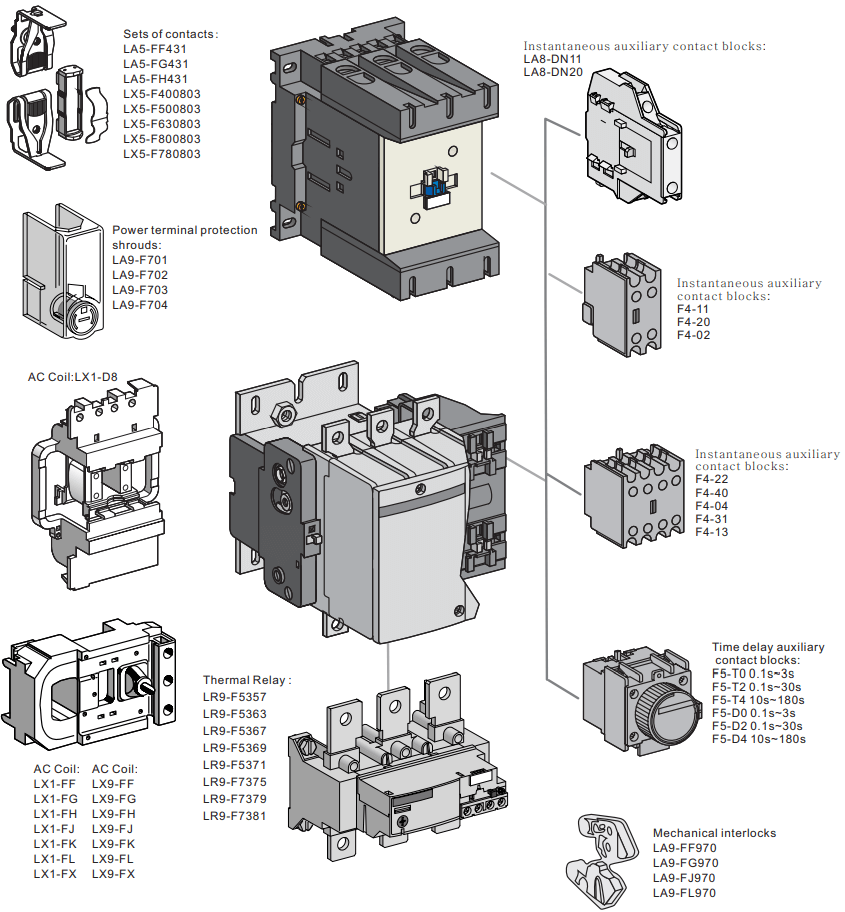 Sets of contacts:
LA5-FF431
LA5-FG431
LA5-FH431
LX5-F400803
LX5-F500803
LX5-F630803
LX5-F800803
LX5-F780803
Instantaneous auxiliary contact blocks:
LA8-DN11
LA8-DN20
Power terminal protection
shrouds:
LA9-F701
LA9-F702
LA9-F703
LA9-F704
Instantaneous auxiliary
contact blocks:
F4-11
F4-20
F4-02
AC Coil:LX1-D8
Instantaneous auxiliary
contact blocks:
F4-22
F4-40
F4-04
F4-31
F4-13
Time delay auxiliary
contact blocks:
F5-T0 0.1s~3s
F5-T2 0.1s~30s
F5-T4 10s~180s
F5-D0 0.1s~3s
F5-D2 0.1s~30s
F5-D4 10s~180s
Thermal Relay :
LR9-F5357
LR9-F5363
LR9-F5367
LR9-F5369
LR9-F5371
LR9-F7375
LR9-F7379
LR9-F7381
AC Coil: AC Coil:
LX1-FF LX9-FF
LX1-FG LX9-FG
LX1-FH LX9-FH
LX1-FJ LX9-FJ
LX1-FK LX9-FK
LX1-FL LX9-FL
LX1-FX LX9-FX
Mechanical interlocks
LA9-FF970
LA9-FG970
LA9-FJ970
LA9-FL970